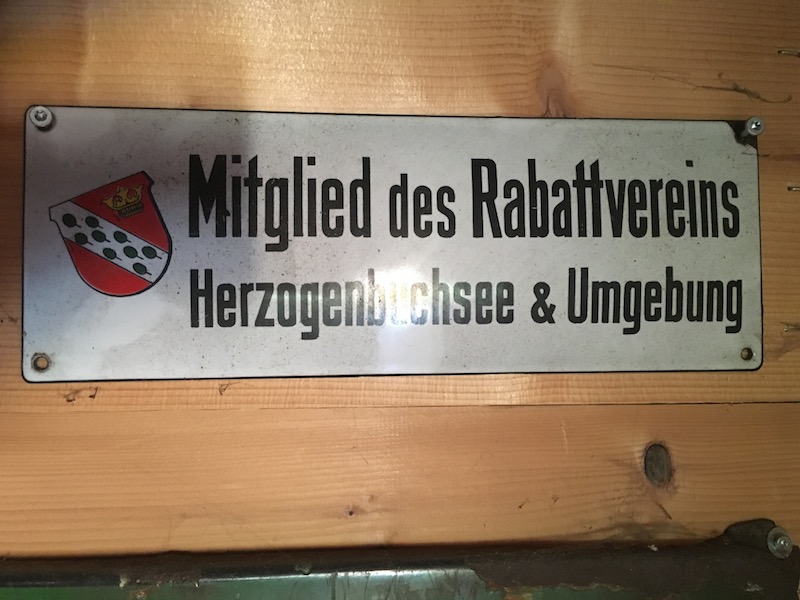 Mitglied des Rabattvereins
Herzogenbuchsee & Umgebung